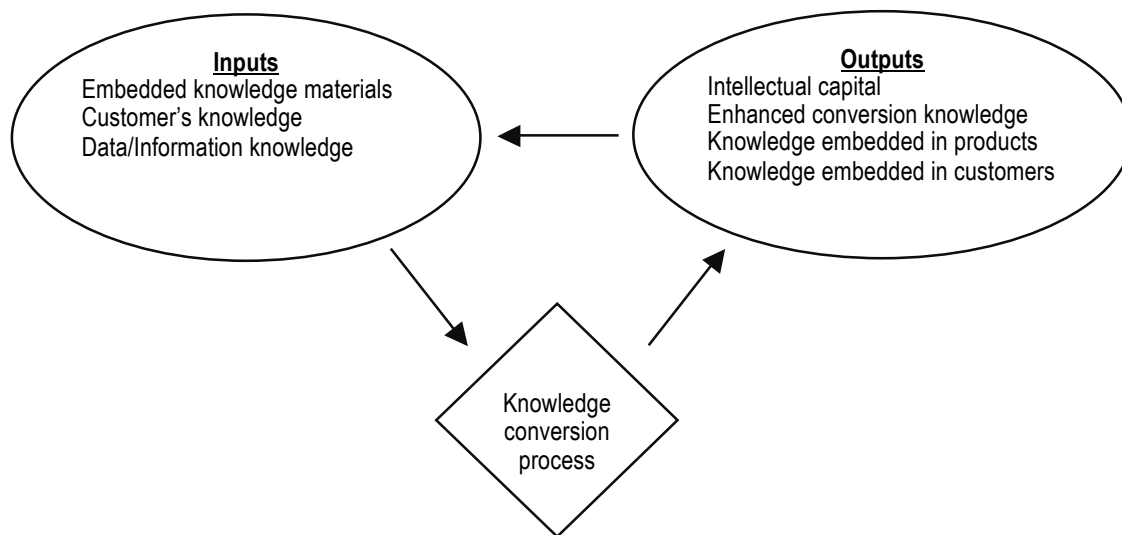 Inputs
Embedded knowledge materials
Customer’s knowledge
Data/Information knowledge
Outputs
Intellectual capital
Enhanced conversion knowledge
Knowledge embedded in products
Knowledge embedded in customers
Knowledge
conversion
process